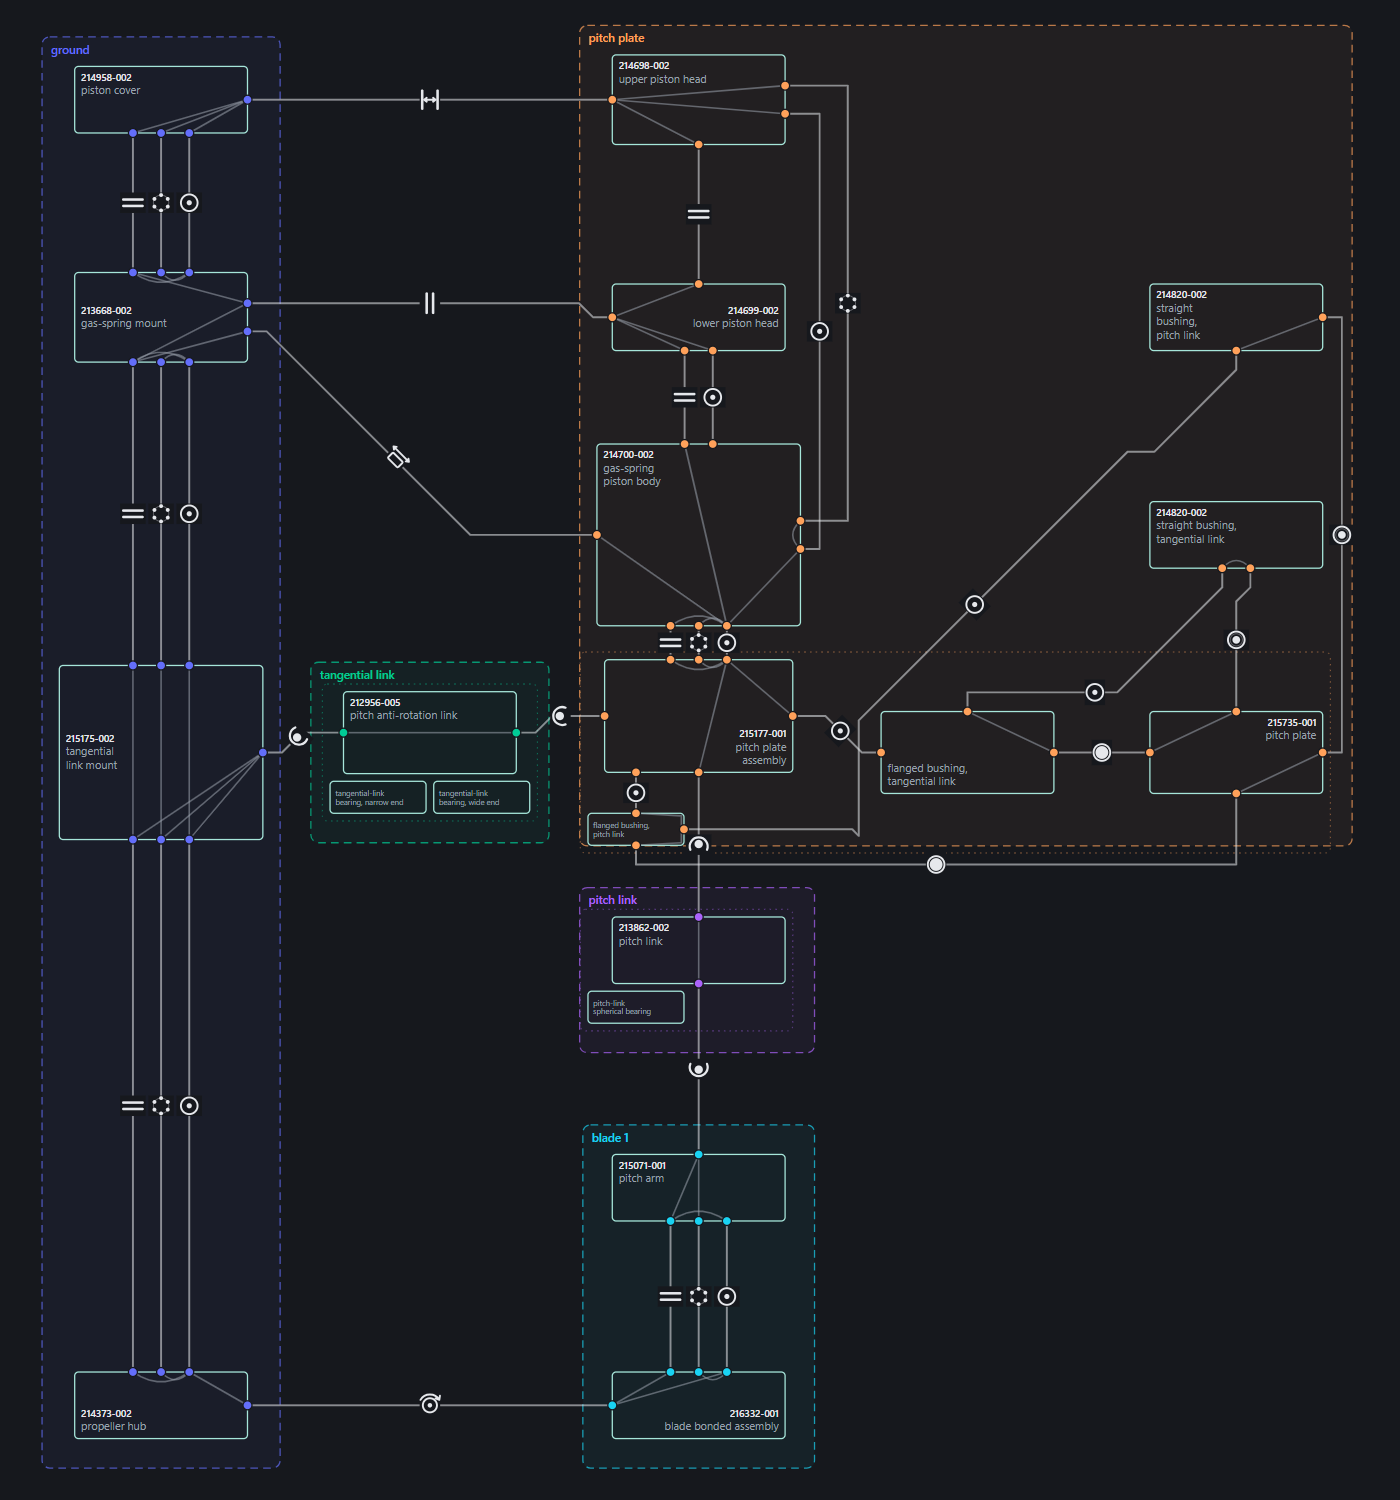 ground
214958-002
piston cover
213668-002
gas-spring mount
215175-002
tangential
link mount
214373-002
propeller hub
tangential link
212956-005
pitch anti-rotation link
tangential-link
bearing, narrow end
tangential-link
bearing, wide end
pitch plate
214698-002
upper piston head
214699-002
lower piston head
214700-002
gas-spring
piston body
215177-001
pitch plate
assembly
flanged bushing,
pitch link
214820-002
straight
bushing,
pitch link
214820-002
straight bushing,
tangential link
flanged bushing,
tangential link
215735-001
pitch plate
pitch link
213862-002
pitch link
pitch-link
spherical bearing
blade 1
215071-001
pitch arm
216332-001
blade bonded assembly